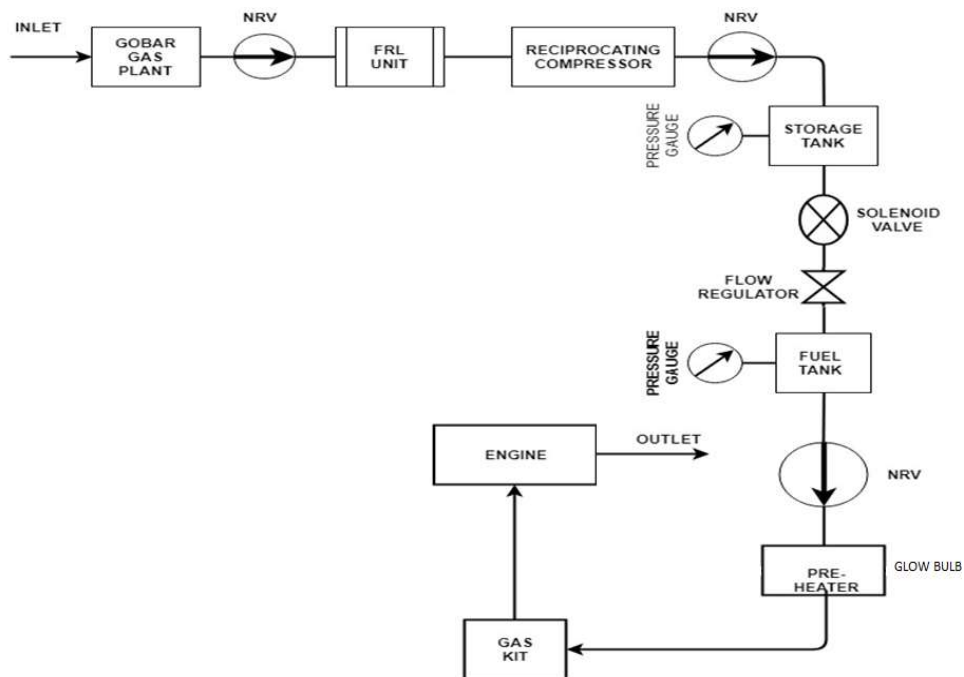 INLET
GOBAR
GAS
PLANT
NRV
FRL
UNIT
RECIPROCATING
COMPRESSOR
NRV
PRESSURE
GAUGE
STORAGE
TANK
SOLENOID
VALVE
FLOW
REGULATOR
PRESSURE
GAUGE
FUEL
TANK
ENGINE
OUTLET
NRV
PRE-
HEATER
GLOW BULB
GAS
KIT